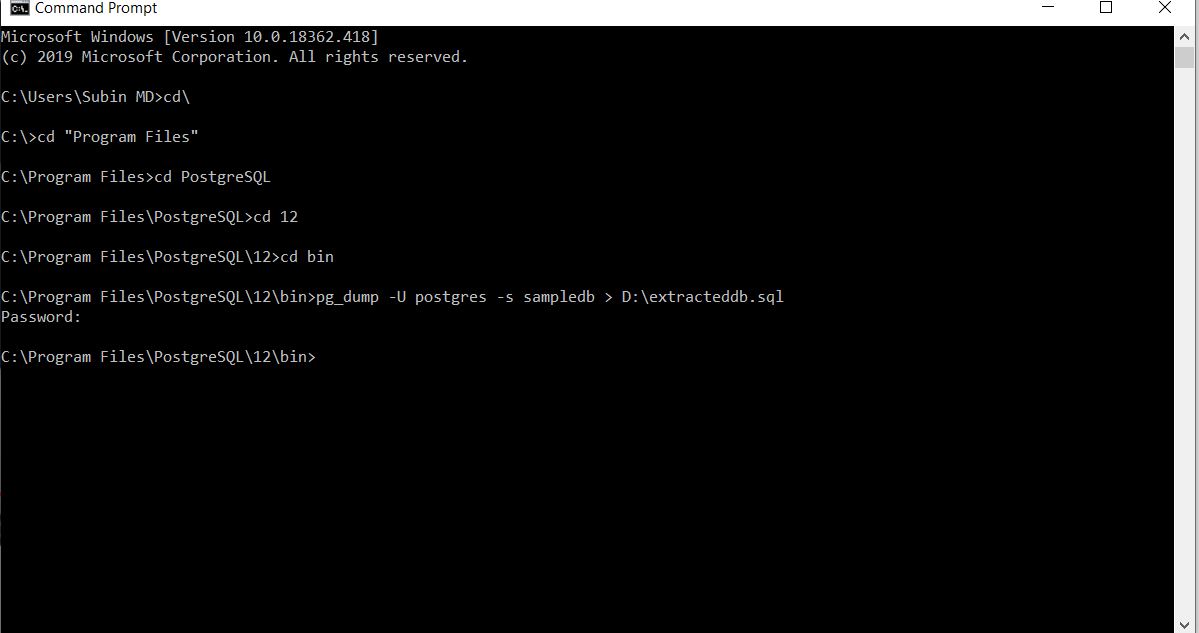 Command Prompt
Microsoft Windows [Version 10.0.18362.418]
(c) 2019 Microsoft Corporation. All rights reserved.
C:\Users\Subin MD>cd\
C:\>cd "Program Files"
C:\Program Files>cd PostgreSQL
C:\Program Files\PostgreSQL>cd 12
C:\Program Files\PostgreSQL\12>cd bin
C:\Program Files\PostgreSQL\12\bin>pg_dump -U postgres -s sampledb > D:\extracteddb.sql
Password:
C:\Program Files\PostgreSQL\12\bin>